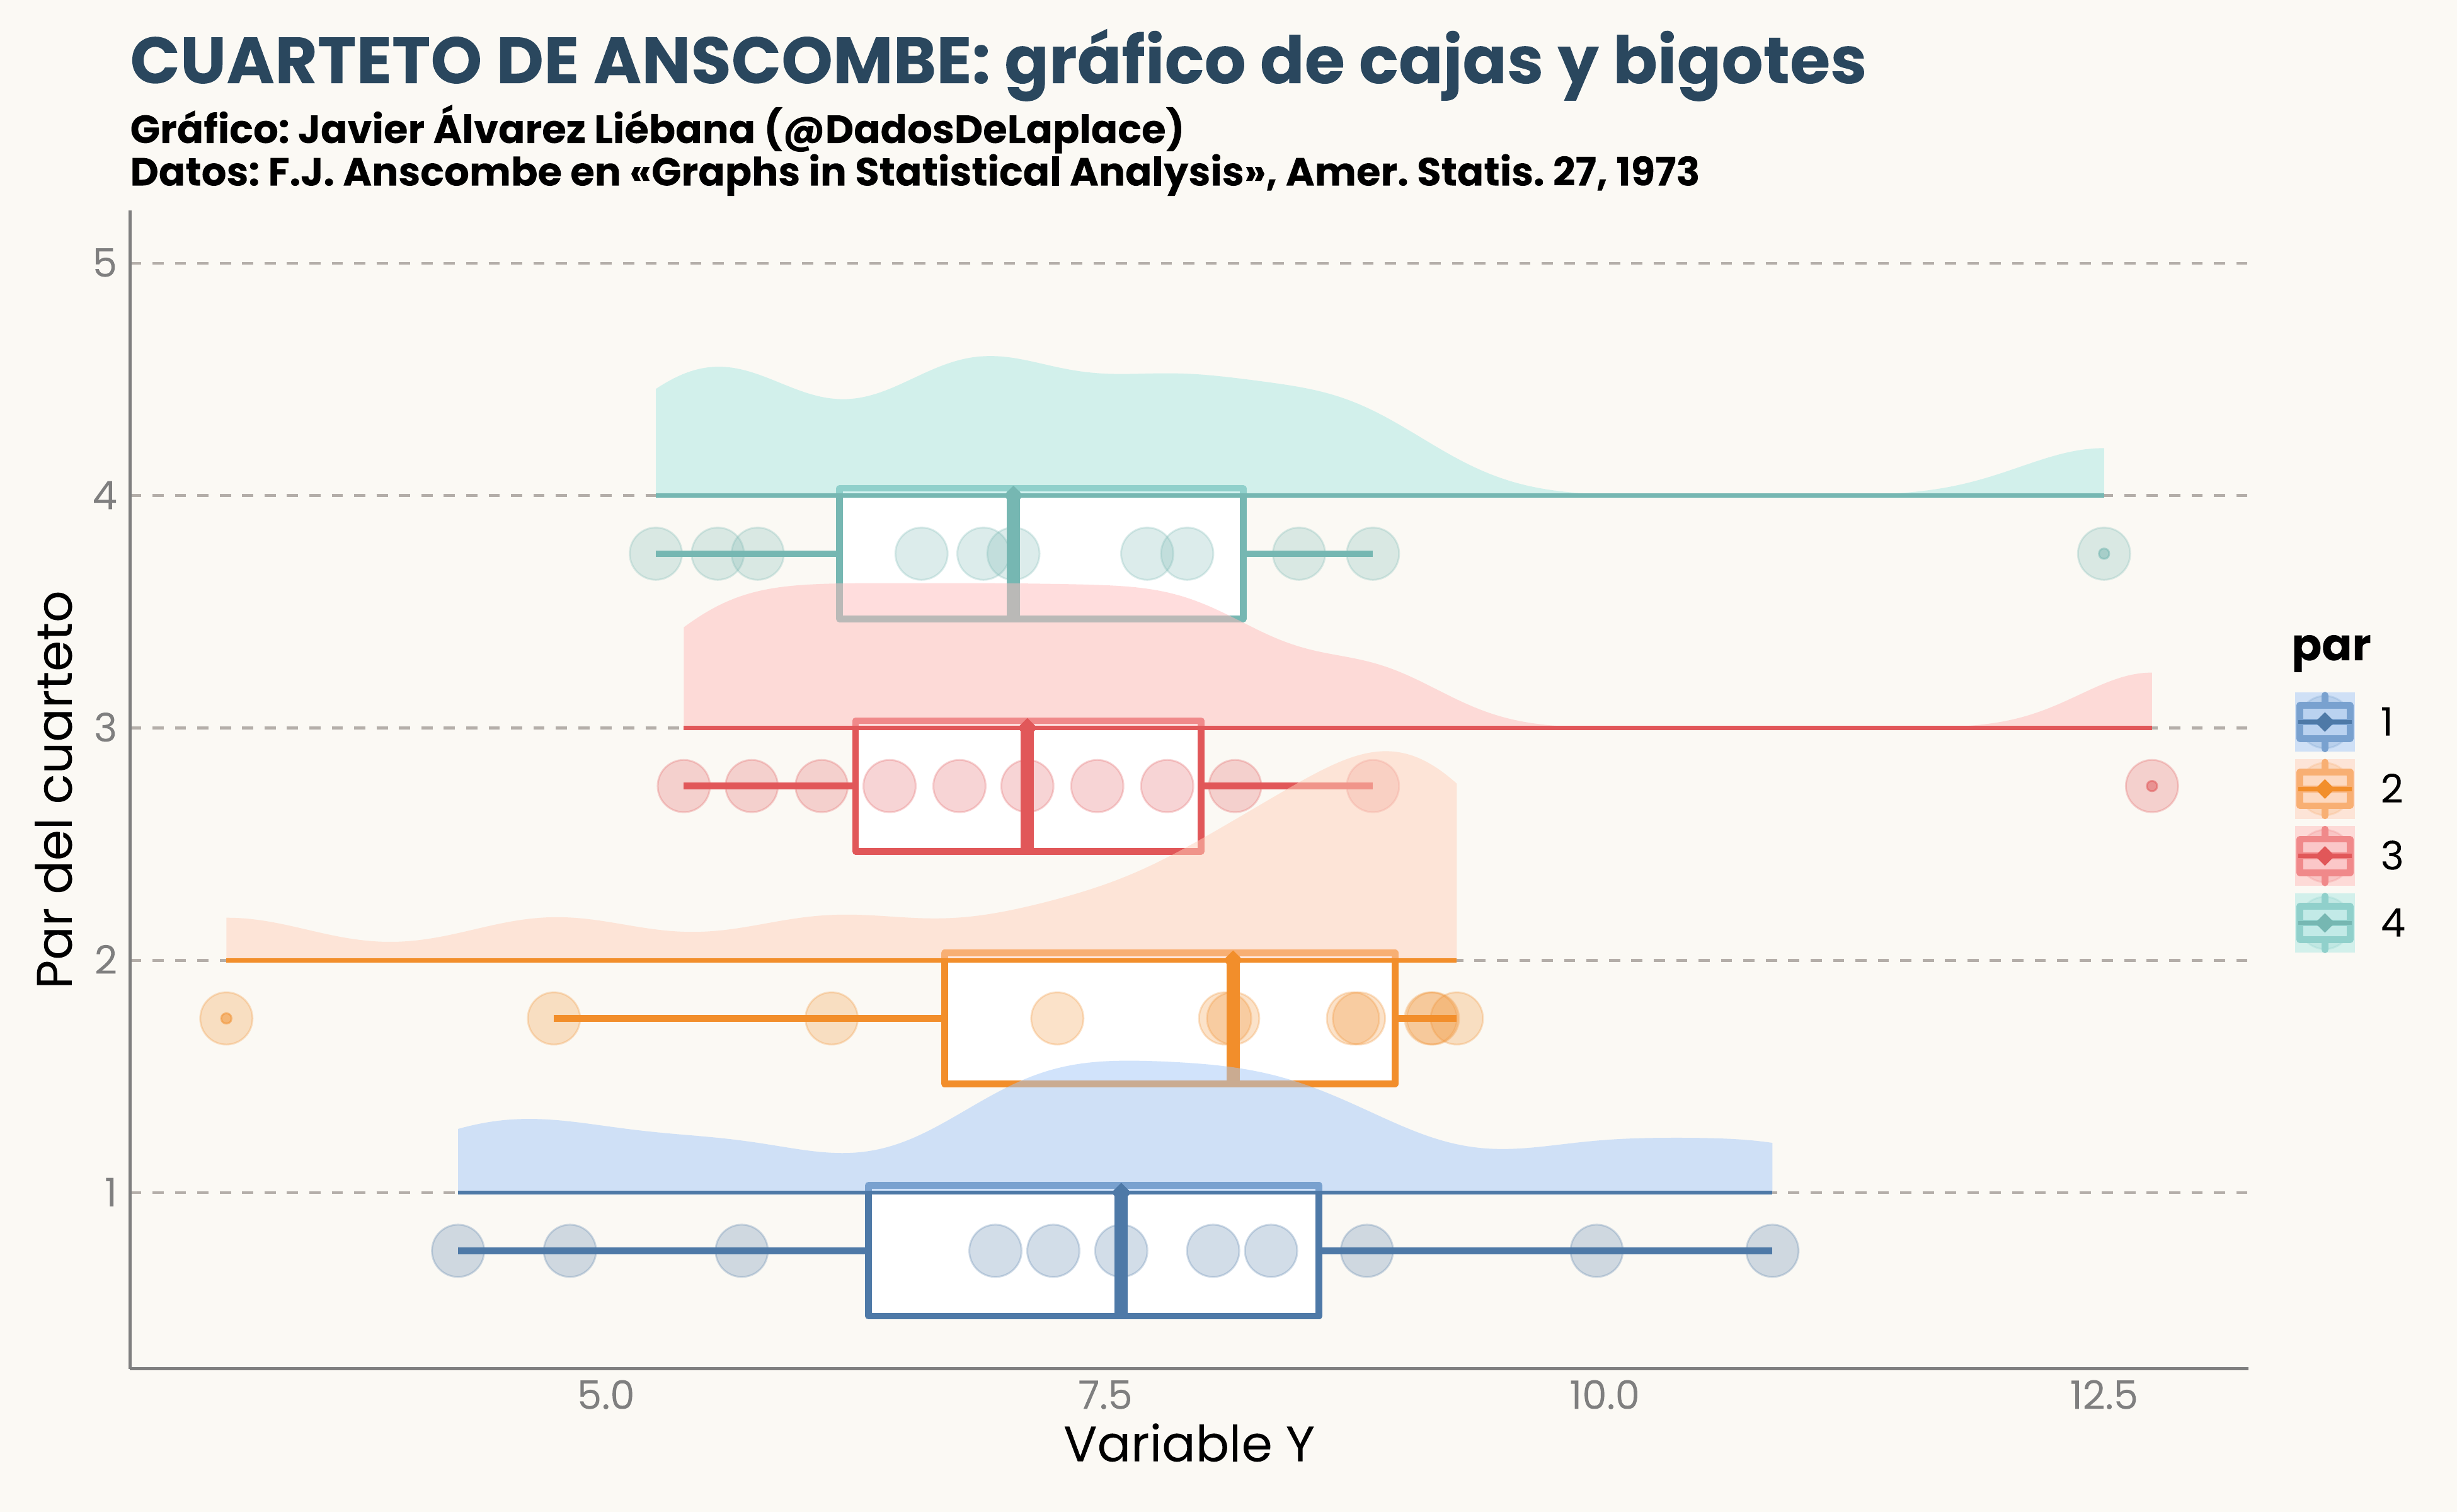 CUARTETO DE ANSCOMBE: gráfico de cajas y bigotes
Gráfico: Javier Álvarez Liébana (@DadosDeLaplace)
Datos: F.J. Anscombe en «Graphs in Statistical Analysis», Amer. Statis. 27, 1973
Par del cuarteto
5
4
3
2
1
5.0 7.5 10.0 12.5
Variable Y
par
1
2
3
4